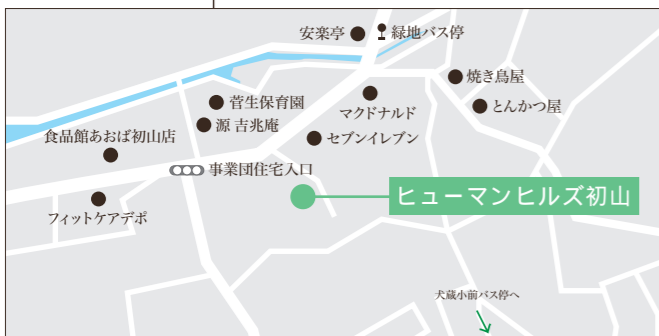 安楽亭
緑地バス停
焼き鳥屋
菅生保育園
マクドナルド
とんかつ屋
源 吉兆庵
セブンイレブン
食品館あおば初山店
事業団住宅入口
ヒューマンヒルズ初山
フィットケアデポ
犬蔵小前バス停へ